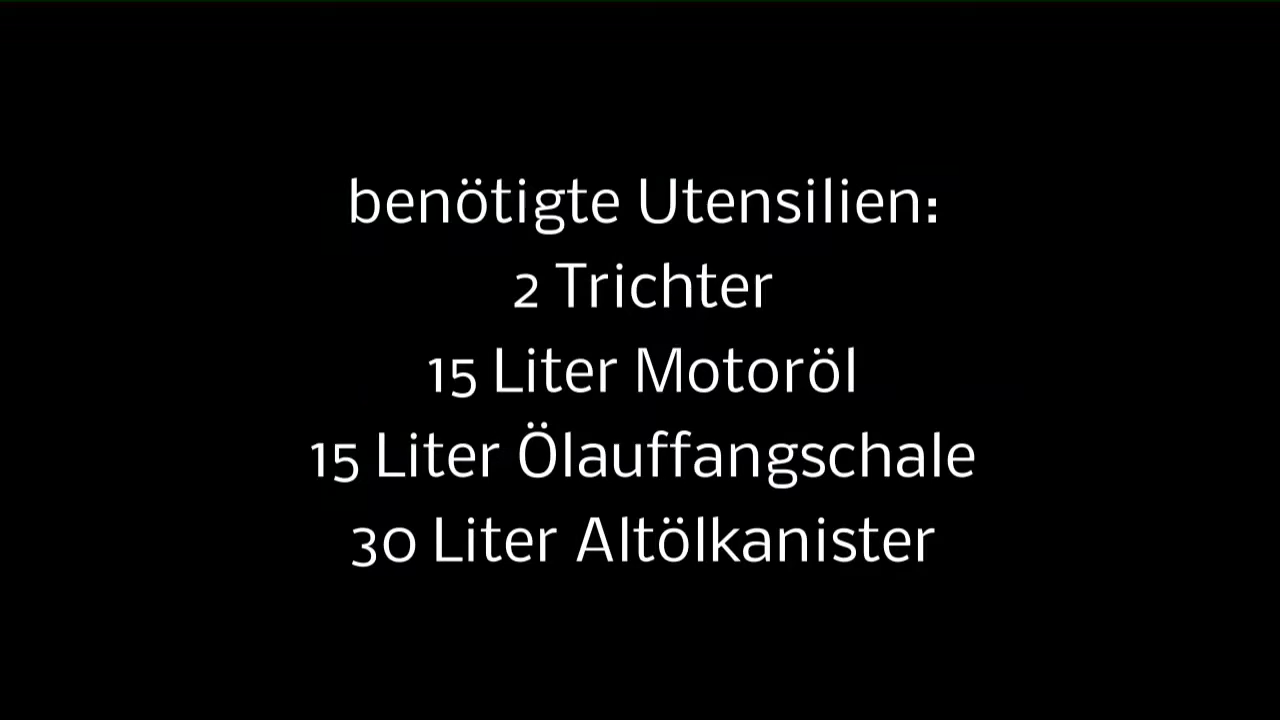 benötigte Utensilien:
2 Trichter
15 Liter Motoröl
15 Liter Ölauffangschale
30 Liter Altölkanister